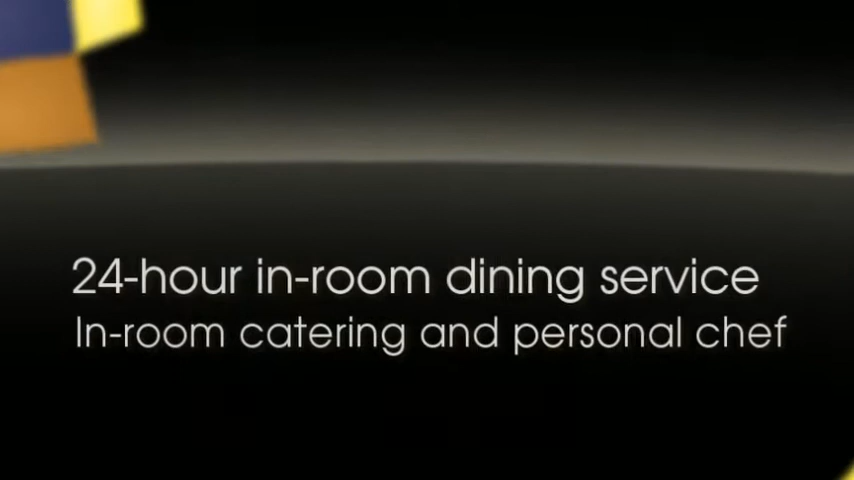 24-hour in-room dining service
In-room catering and personal chef